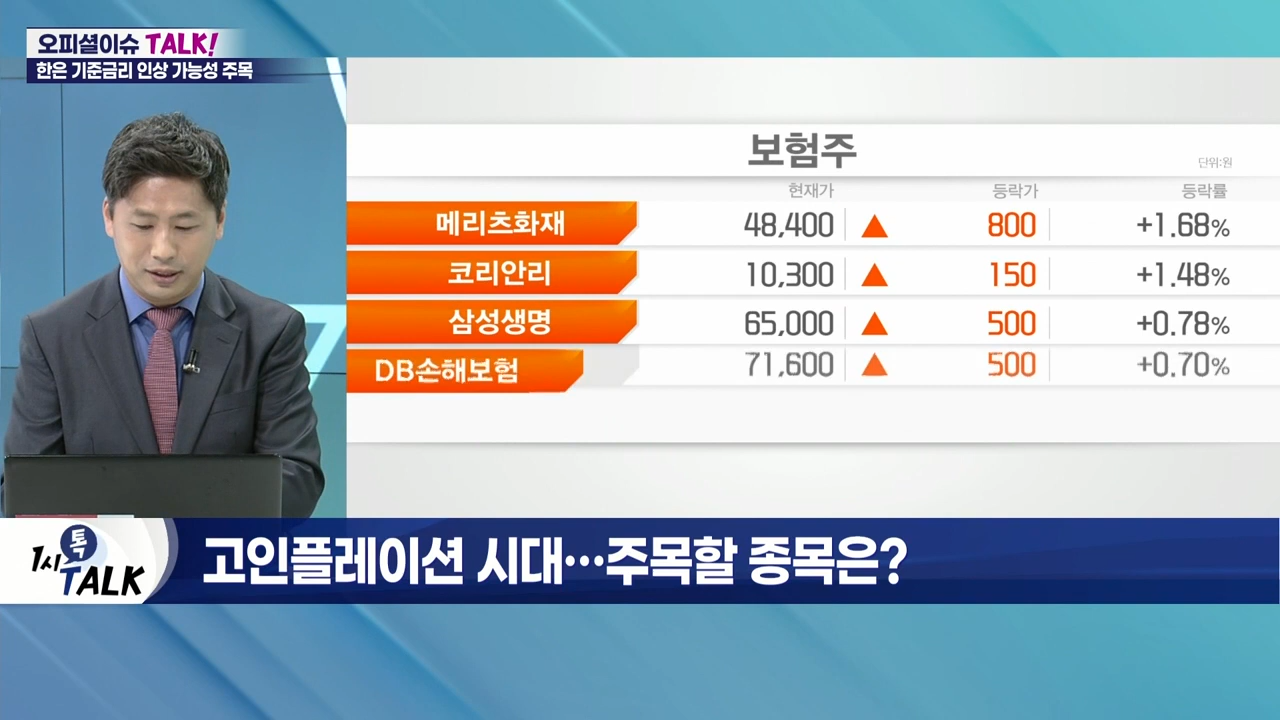 오피셜이슈 TALK!
한은 기준금리 인상 가능성 주목
보험주
단위:원
현재가 등락가 등락률
메리츠화재 48,400 ▲ 800 +1.68%
코리안리 10,300 ▲ 150 +1.48%
삼성생명 65,000 ▲ 500 +0.78%
DB손해보험 71,600 ▲ 500 +0.70%
1시톡 TALK
고인플레이션 시대…주목할 종목은?